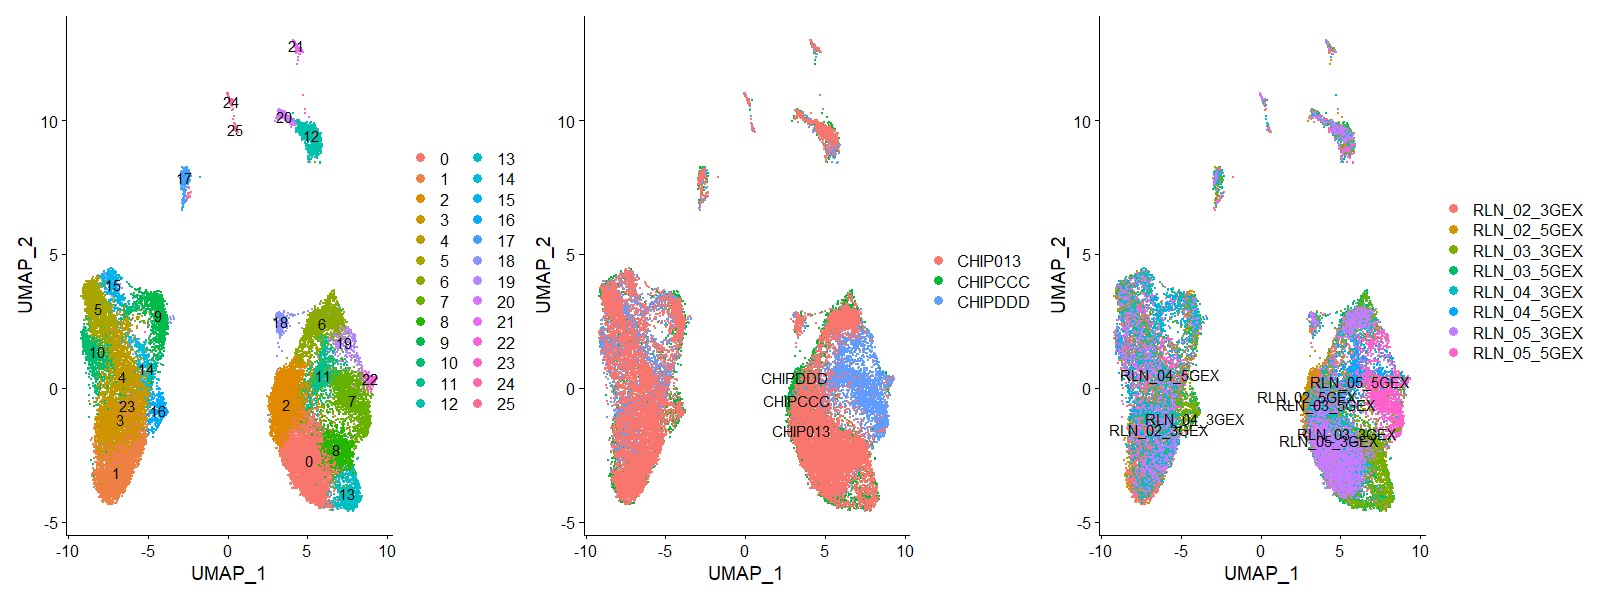 UMAP_2
10
5
0
-5
-10
-5
0
5
10
UMAP_1
21
24
25
20
12
17
15
5
9
10
14
4
23
3
16
1
18
6
19
11
22
2
7
8
0
13
0
1
2
3
4
5
6
7
8
9
10
11
12
13
14
15
16
17
18
19
20
21
22
23
24
25
UMAP_2
10
5
0
-5
-10
-5
0
5
10
UMAP_1
CHIPDDD
CHIPCCC
CHIP013
CHIP013
CHIPCCC
CHIPDDD
UMAP_2
10
5
0
-5
-10
-5
0
5
10
UMAP_1
RLN_04_5GEX
RLN_04_3GEX
RLN_02_3GEX
RLN_05_5GEX
RLN_02_5GEX
RLN_03_5GEX
RLN_03_3GEX
RLN_05_3GEX
RLN_02_3GEX
RLN_02_5GEX
RLN_03_3GEX
RLN_03_5GEX
RLN_04_3GEX
RLN_04_5GEX
RLN_05_3GEX
RLN_05_5GEX